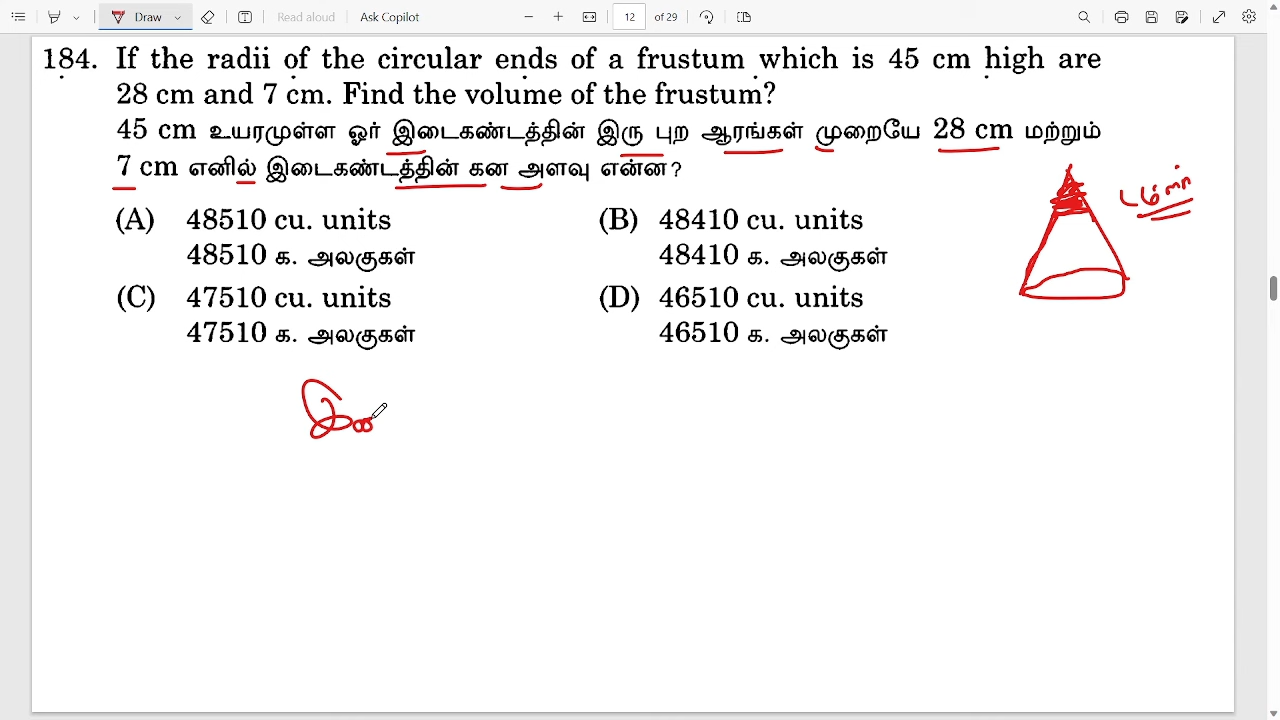 Draw
Read aloud
Ask Copilot
12
of 29
184. If the radii of the circular ends of a frustum which is 45 cm high are
28 cm and 7 cm. Find the volume of the frustum?
45 cm உயரமுள்ள ஓர் இடைகண்டத்தின் இரு புற ஆரங்கள் முறையே 28 cm மற்றும்
7 cm எனில் இடைகண்டத்தின் கன அளவு என்ன?
(A) 48510 cu. units (B) 48410 cu. units
48510 க. அலகுகள் 48410 க. அலகுகள்
(C) 47510 cu. units (D) 46510 cu. units
47510 க. அலகுகள் 46510 க. அலகுகள்